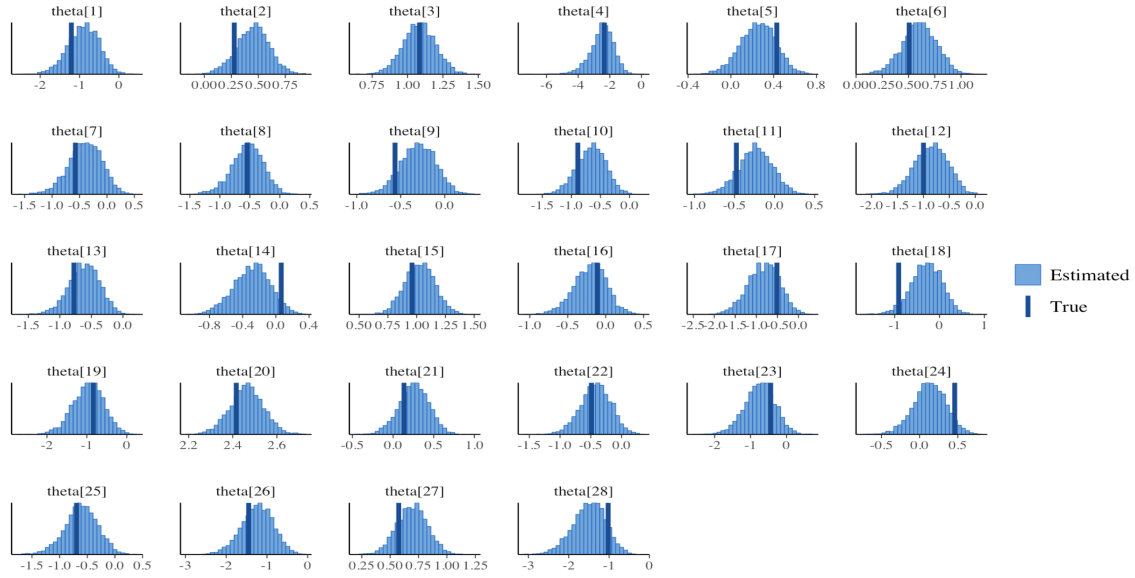 theta[1] theta[2] theta[3] theta[4] theta[5] theta[6]
-2 -1 0 0.00 0.25 0.50 0.75 0.75 1.00 1.25 1.50 -6 -4 -2 0 -0.4 0.0 0.4 0.8 0.00 0.25 0.50 0.75 1.00
theta[7] theta[8] theta[9] theta[10] theta[11] theta[12]
-1.5 -1.0 -0.5 0.0 0.5 -1.5 -1.0 -0.5 0.0 0.5 -1.0 -0.5 0.0 -1.5 -1.0 -0.5 0.0 -1.0 -0.5 0.0 0.5 -2.0 -1.5 -1.0 -0.5 0.0
theta[13] theta[14] theta[15] theta[16] theta[17] theta[18]
Estimated
True
-1.5 -1.0 -0.5 0.0 -0.8 -0.4 0.0 0.4 0.50 0.75 1.00 1.25 1.50 -1.0 -0.5 0.0 0.5 -2.5 -2.0 -1.5 -1.0 -0.5 0.0 -1 0 1
theta[19] theta[20] theta[21] theta[22] theta[23] theta[24]
-2 -1 0 2.2 2.4 2.6 -0.5 0.0 0.5 1.0 -1.5 -1.0 -0.5 0.0 -2 -1 0 -0.5 0.0 0.5
theta[25] theta[26] theta[27] theta[28]
-1.5 -1.0 -0.5 0.0 0.5 -3 -2 -1 0 0.25 0.50 0.75 1.00 1.25 -3 -2 -1 0